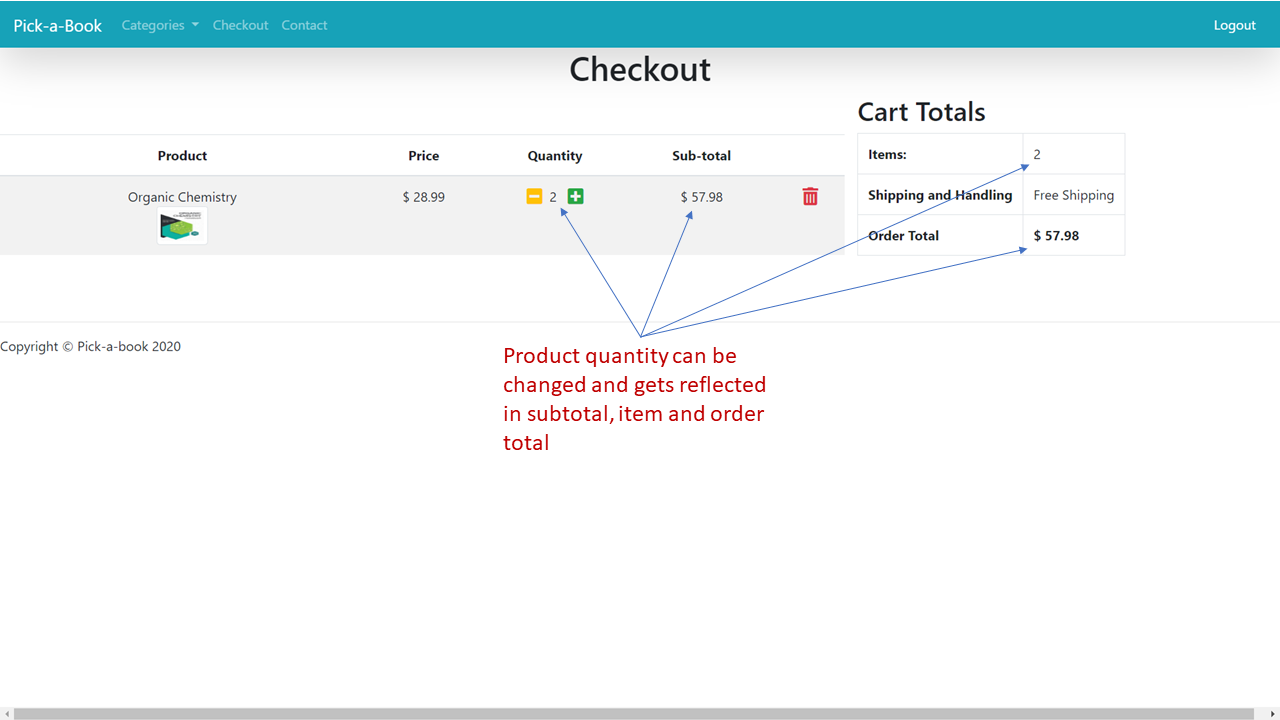 Pick-a-Book Categories Checkout Contact Logout
Checkout
Cart Totals
Product Price Quantity Sub-total
Organic Chemistry $ 28.99 2 $ 57.98
Items: 2
Shipping and Handling Free Shipping
Order Total $ 57.98
Copyright © Pick-a-book 2020
Product quantity can be
changed and gets reflected
in subtotal, item and order
total